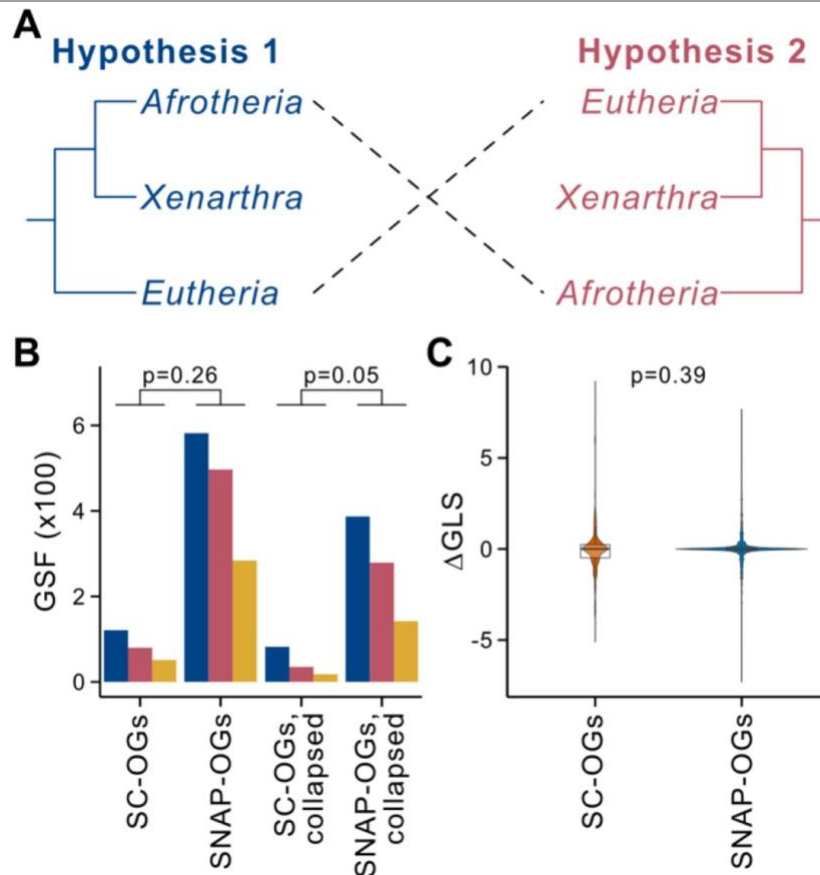 A
Hypothesis 1
Hypothesis 2
Afrotheria
Eutheria
Xenarthra
Xenarthra
Eutheria
Afrotheria
B
p=0.26
p=0.05
GSF (x100)
6
4
2
0
SC-OGs
SNAP-OGs
SC-OGs,
collapsed
SNAP-OGs,
collapsed
C
p=0.39
ΔGLS
10
5
0
-5
SC-OGs
SNAP-OGs